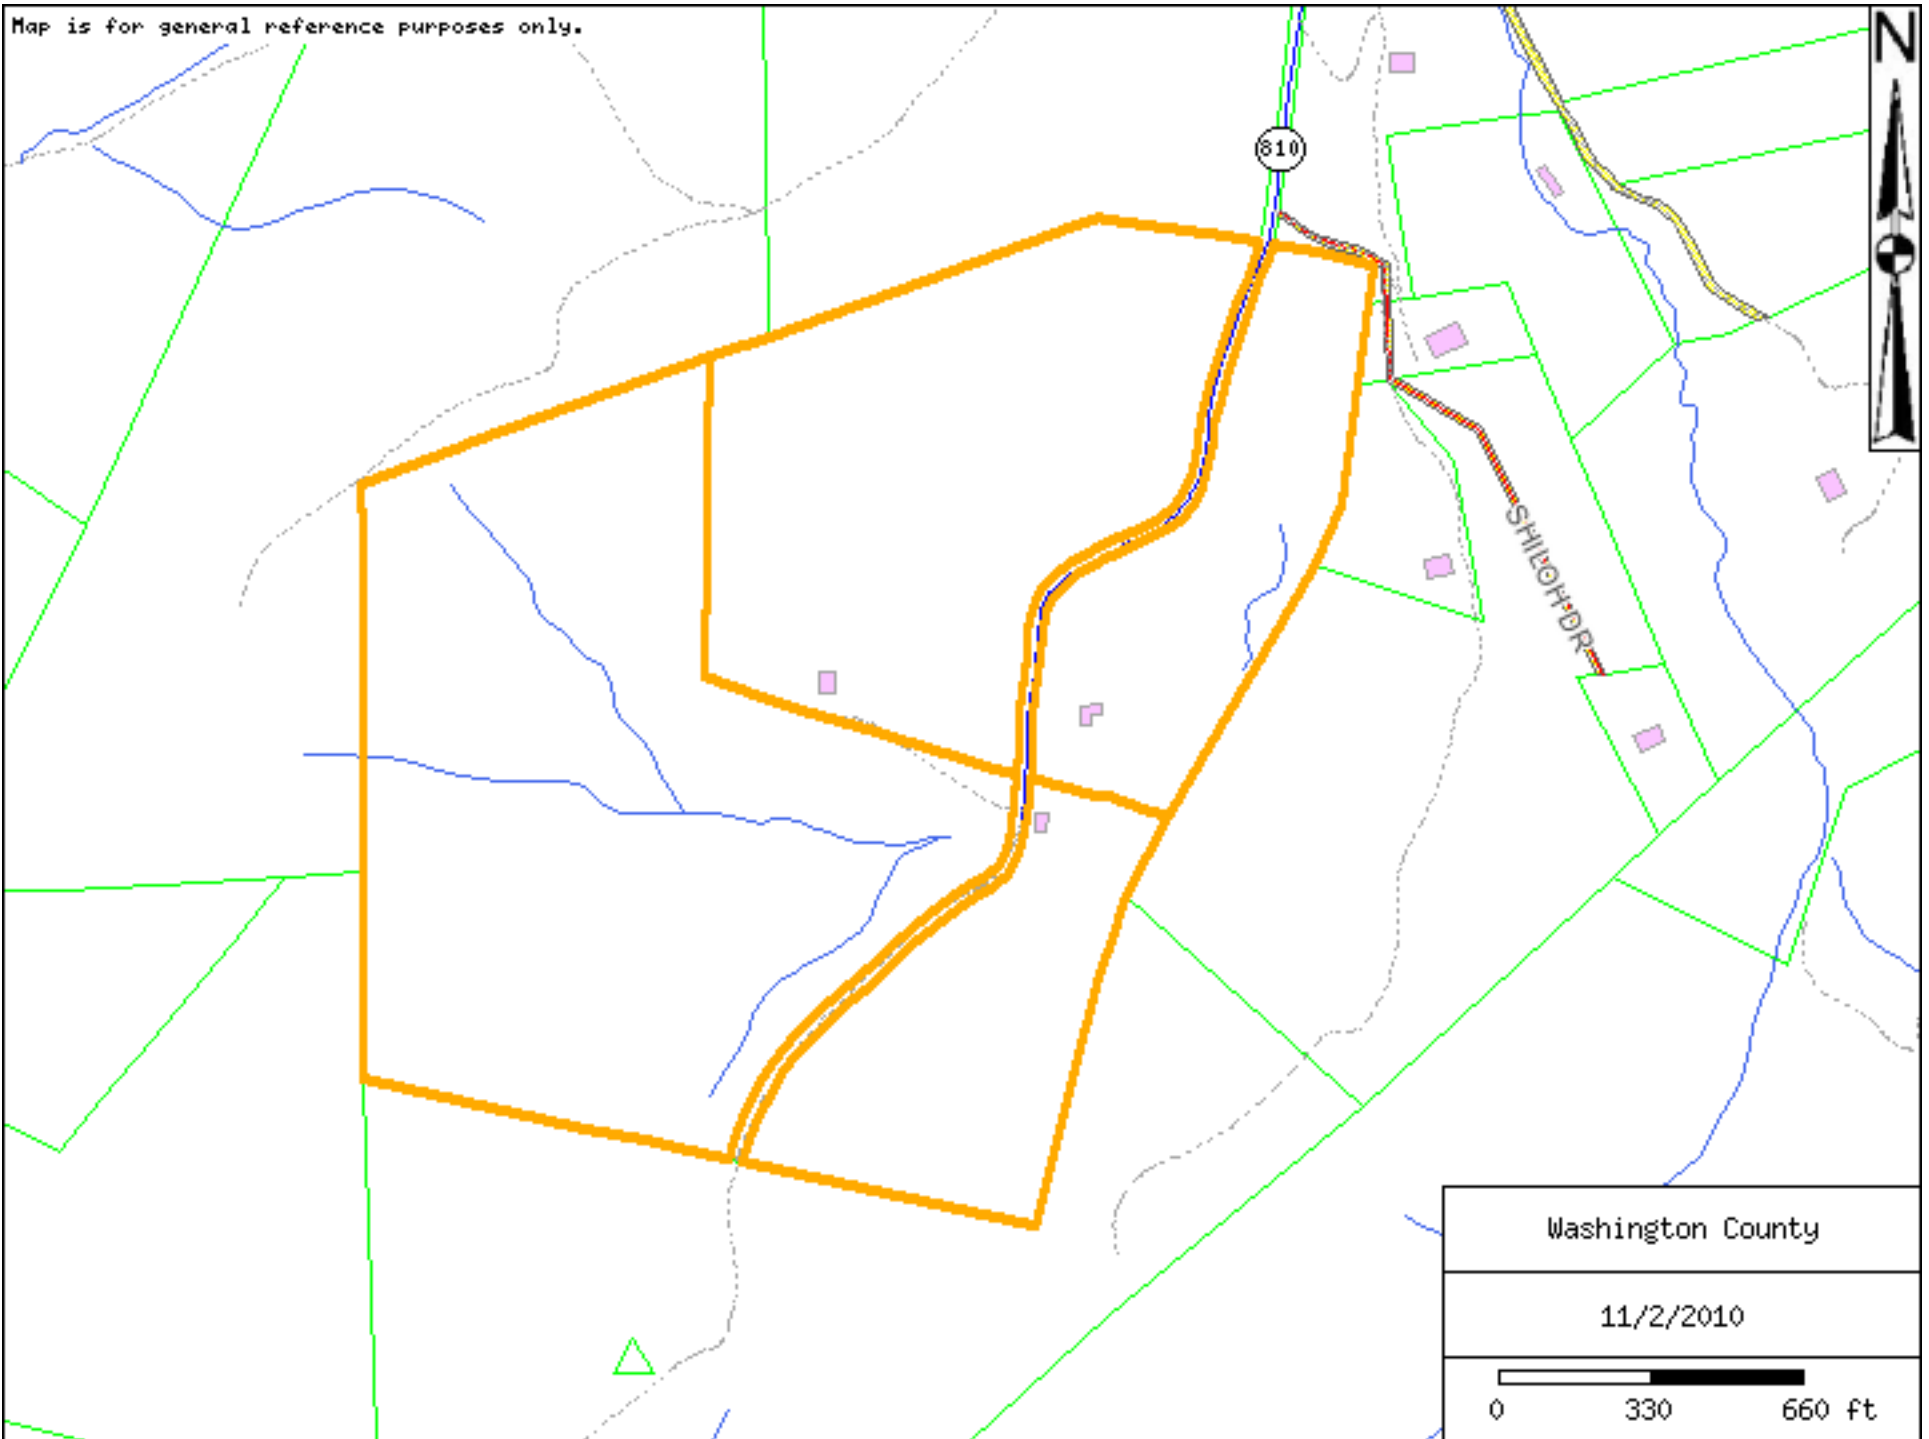 Map is for general reference purposes only.
N
810
SHILOH DR
Washington County
11/2/2010
0 330 660 ft